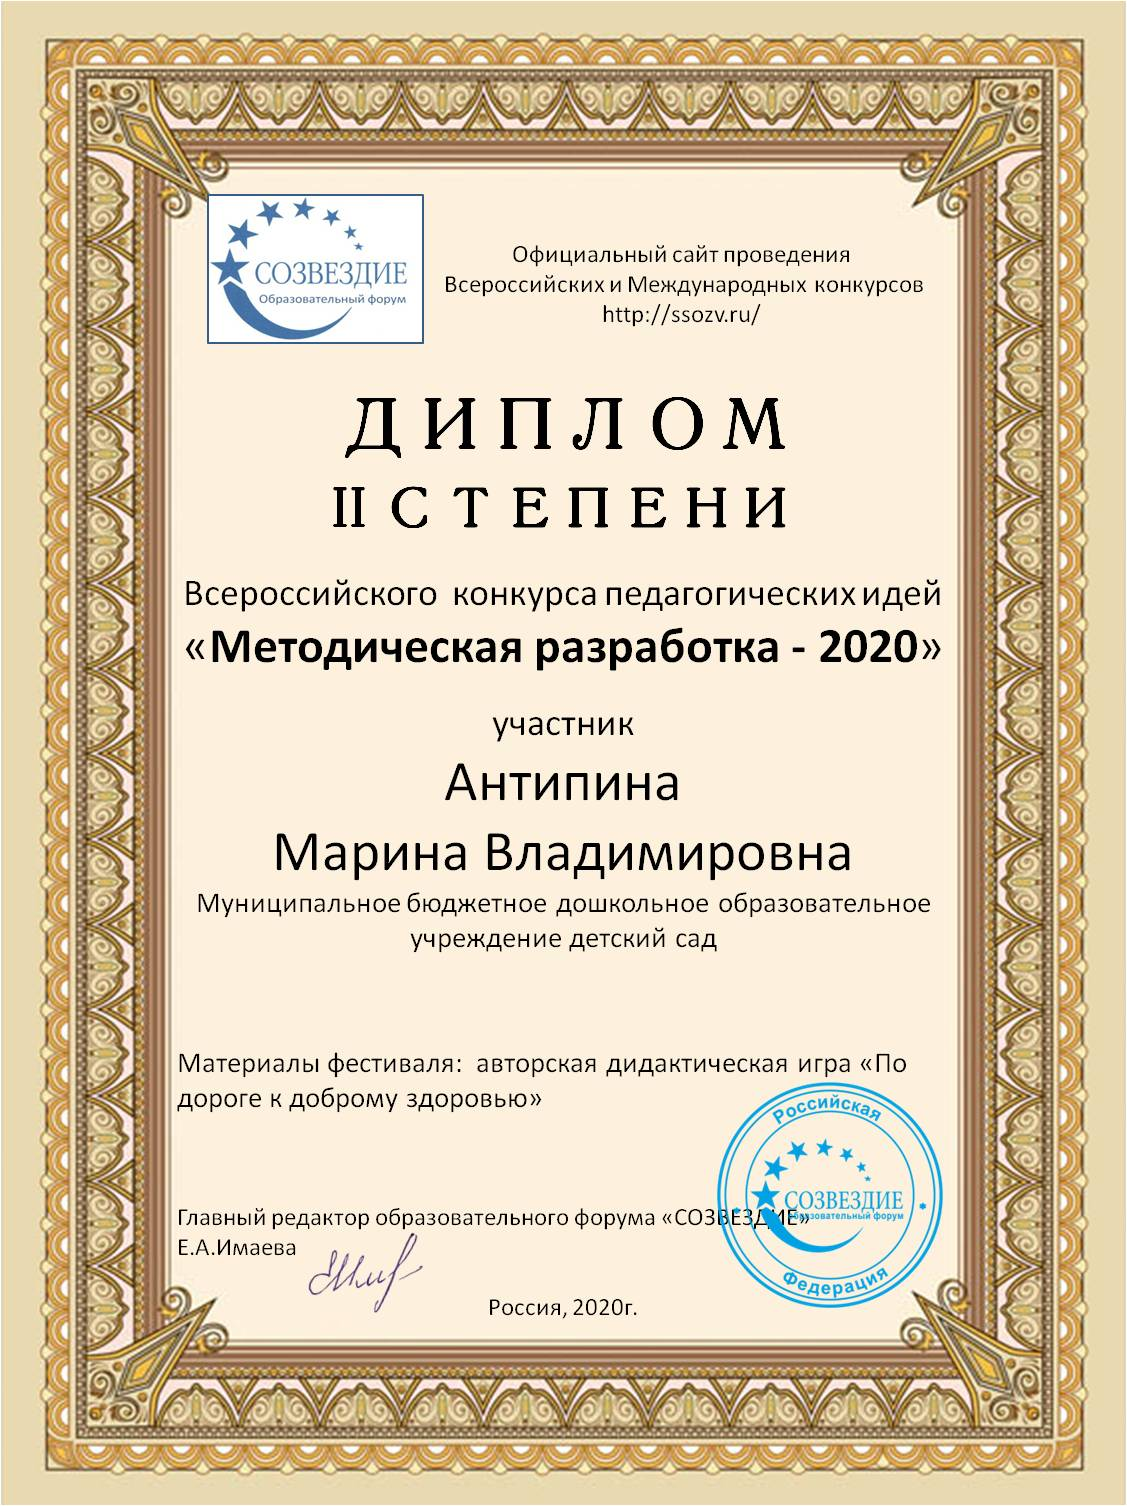 СОЗВЕЗДИЕ
Образовательный форум
Официальный сайт проведения
Всероссийских и Международных конкурсов
http://ssozv.ru/
ДИПЛОМ
II СТЕПЕНИ
Всероссийского конкурса педагогических идей
«Методическая разработка - 2020»
участник
Антипина
Марина Владимировна
Муниципальное бюджетное дошкольное образовательное
учреждение детский сад
Материалы фестиваля: авторская дидактическая игра «По
дороге к доброму здоровью»
Главный редактор образовательного форума «СОЗВЕЗДИЕ»
Е.А.Имаева
Россия, 2020г.
Российская
СОЗВЕЗДИЕ
Образовательный форум
Федерация